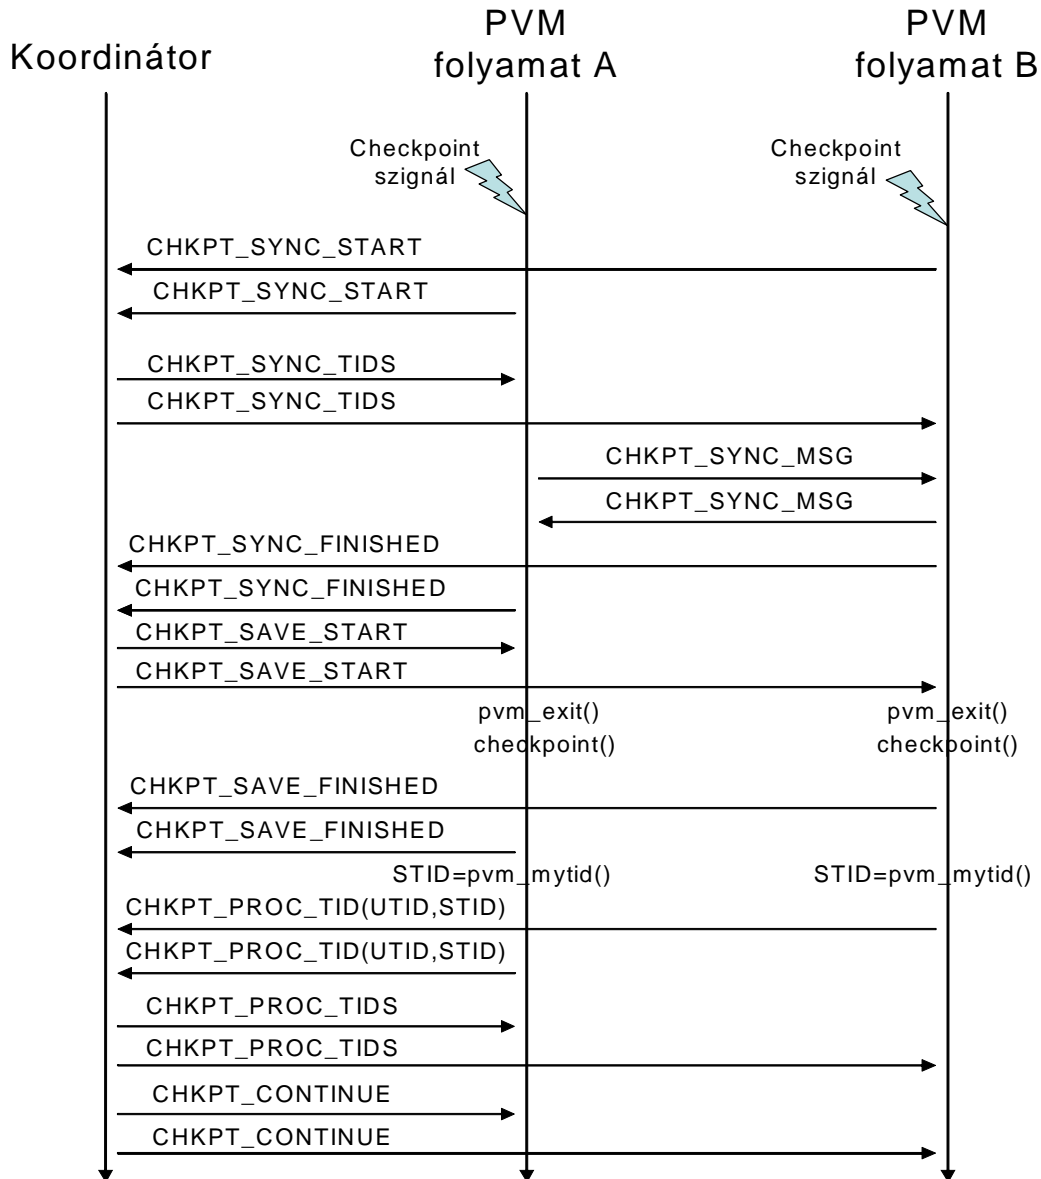 Koordinátor
PVM
folyamat A
PVM
folyamat B
Checkpoint
szignál
Checkpoint
szignál
CHKPT_SYNC_START
CHKPT_SYNC_START
CHKPT_SYNC_TIDS
CHKPT_SYNC_TIDS
CHKPT_SYNC_MSG
CHKPT_SYNC_MSG
CHKPT_SYNC_FINISHED
CHKPT_SYNC_FINISHED
CHKPT_SAVE_START
CHKPT_SAVE_START
pvm_exit()
checkpoint()
pvm_exit()
checkpoint()
CHKPT_SAVE_FINISHED
CHKPT_SAVE_FINISHED
STID=pvm_mytid()
STID=pvm_mytid()
CHKPT_PROC_TID(UTID,STID)
CHKPT_PROC_TID(UTID,STID)
CHKPT_PROC_TIDS
CHKPT_PROC_TIDS
CHKPT_CONTINUE
CHKPT_CONTINUE